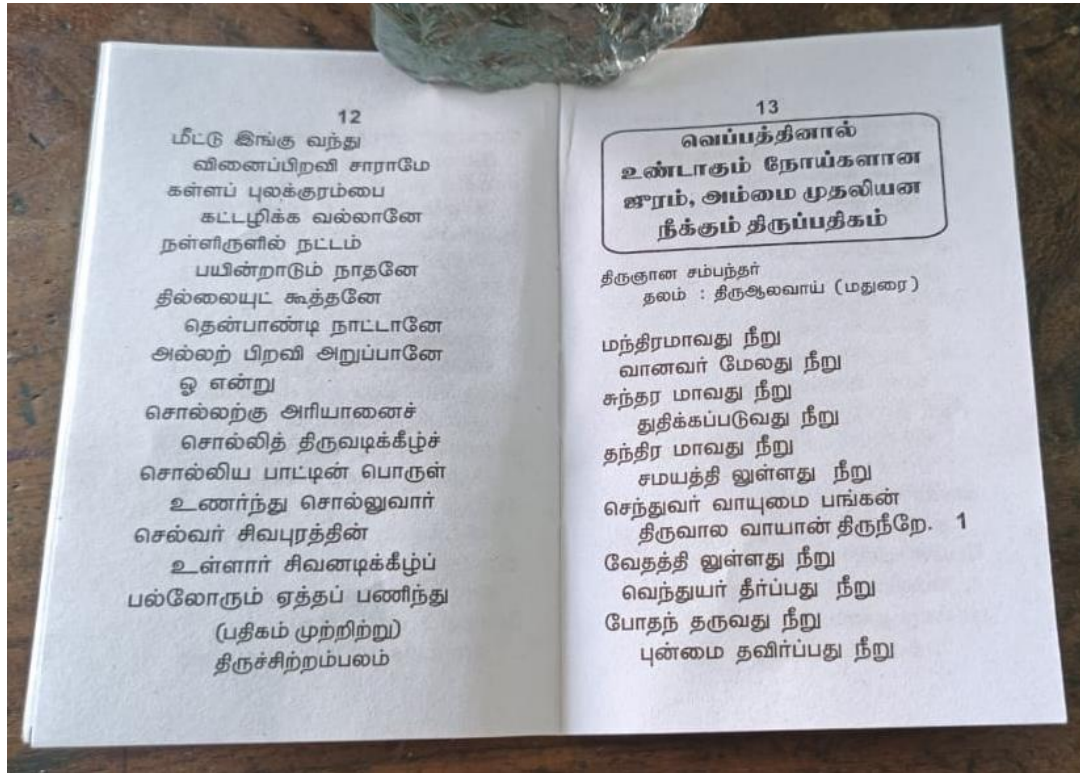 12
மீட்டு இங்கு வந்து
வினைப்பிறவி சாராமே
கள்ளப் புலக்குரம்பை
கட்டழிக்க வல்லானே
நள்ளிருளில் நட்டம்
பயின்றாடும் நாதனே
தில்லையுட் கூத்தனே
தென்பாண்டி நாட்டானே
அல்லற் பிறவி அறுப்பானே
ஓ என்று
சொல்லற்கு அரியானைச்
சொல்லித் திருவடிக்கீழ்ச்
சொல்லிய பாட்டின் பொருள்
உணர்ந்து சொல்லுவார்
செல்வர் சிவபுரத்தின்
உள்ளார் சிவனடிக்கீழ்ப்
பல்லோரும் ஏத்தப் பணிந்து
(பதிகம் முற்றிற்று)
திருச்சிற்றம்பலம்
13
வெப்பத்தினால்
உண்டாகும் நோய்களான
ஜுரம், அம்மை முதலியன
நீக்கும் திருப்பதிகம்
திருஞான சம்பந்தர்
தலம் : திருஆலவாய் (மதுரை)
மந்திரமாவது நீறு
வானவர் மேலது நீறு
சுந்தர மாவது நீறு
துதிக்கப்படுவது நீறு
தந்திர மாவது நீறு
சமயத்தி லுள்ளது நீறு
செந்துவர் வாயுமை பங்கன்
திருவால வாயான் திருநீறே. 1
வேதத்தி லுள்ளது நீறு
வெந்துயர் தீர்ப்பது நீறு
போதந் தருவது நீறு
புன்மை தவிர்ப்பது நீறு